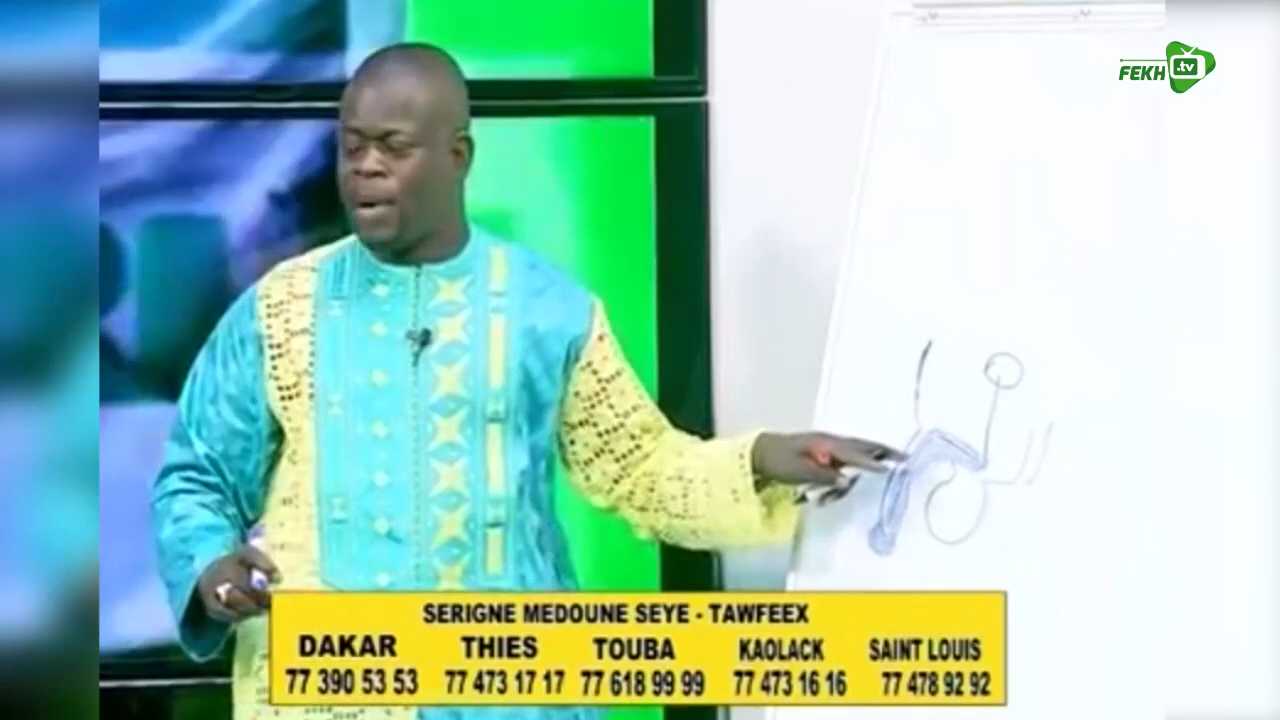 FEKH .tv
SERIGNE MEDOUNE SEYE - TAWFEEX
DAKAR THIES TOUBA KAOLACK SAINT LOUIS
77 390 53 53 77 473 17 17 77 618 99 99 77 473 16 16 77 478 92 92